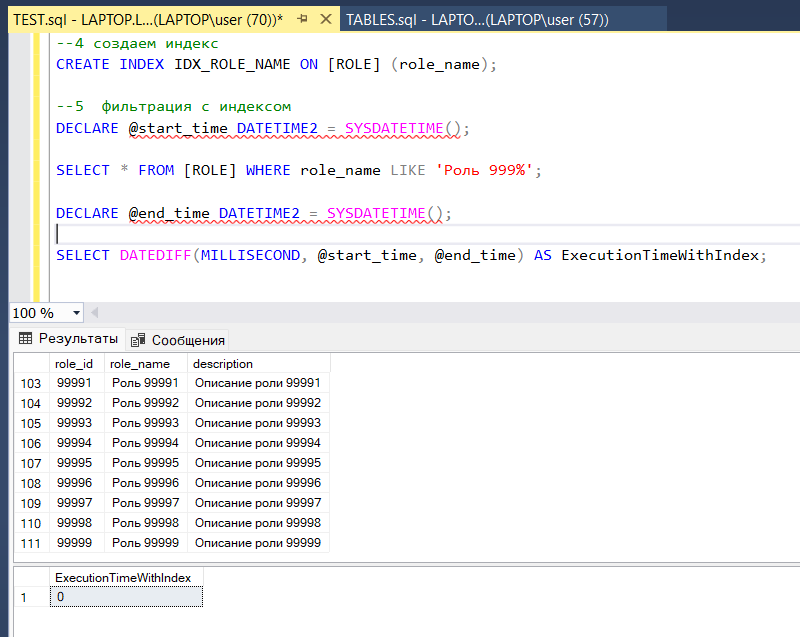 TEST.sql - LAPTOP.L...(LAPTOP\user (70))* TABLES.sql - LAPTO...(LAPTOP\user (57))
--4 создаем индекс
CREATE INDEX IDX_ROLE_NAME ON [ROLE] (role_name);
--5  фильтрация с индексом
DECLARE @start_time DATETIME2 = SYSDATETIME();
SELECT * FROM [ROLE] WHERE role_name LIKE 'Роль 999%';
DECLARE @end_time DATETIME2 = SYSDATETIME();
SELECT DATEDIFF(MILLISECOND, @start_time, @end_time) AS ExecutionTimeWithIndex;
100 %
Результаты Сообщения
role_id role_name description
103 99991 Роль 99991 Описание роли 99991
104 99992 Роль 99992 Описание роли 99992
105 99993 Роль 99993 Описание роли 99993
106 99994 Роль 99994 Описание роли 99994
107 99995 Роль 99995 Описание роли 99995
108 99996 Роль 99996 Описание роли 99996
109 99997 Роль 99997 Описание роли 99997
110 99998 Роль 99998 Описание роли 99998
111 99999 Роль 99999 Описание роли 99999
ExecutionTimeWithIndex
1 0